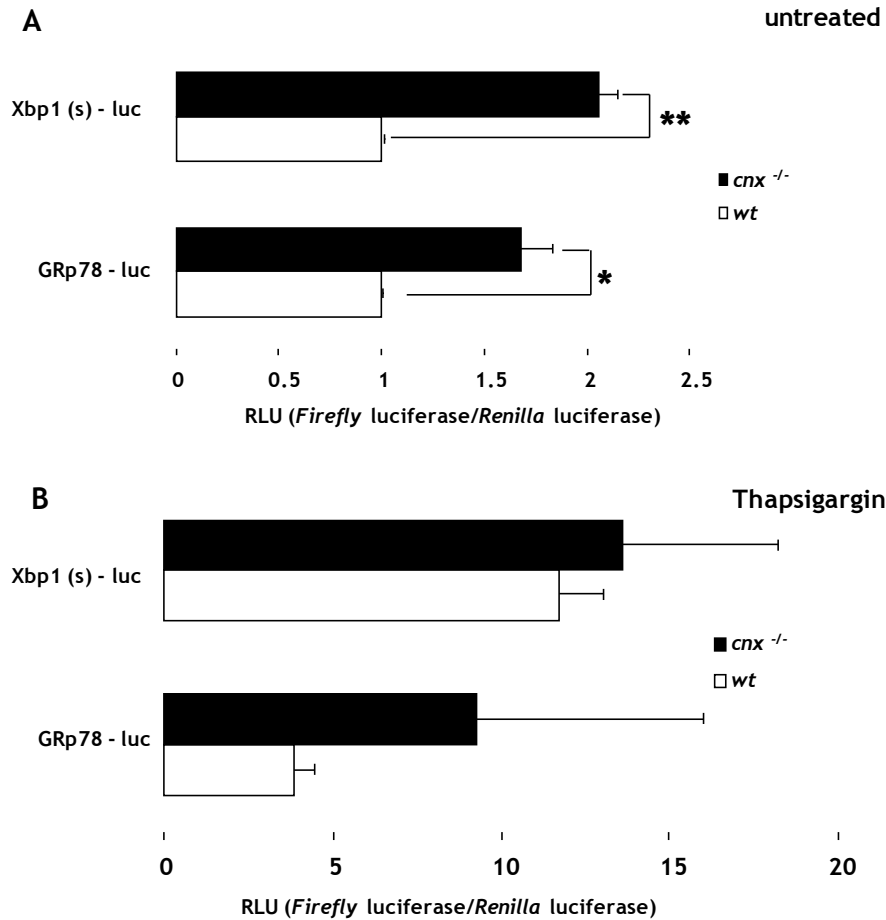 A
untreated
Xbp1 (s) - luc
**
cnx -/-
wt
GRp78 - luc
*
0 0.5 1 1.5 2 2.5
RLU (Firefly luciferase/Renilla luciferase)
B
Thapsigargin
Xbp1 (s) - luc
cnx -/-
wt
GRp78 - luc
0 5 10 15 20
RLU (Firefly luciferase/Renilla luciferase)